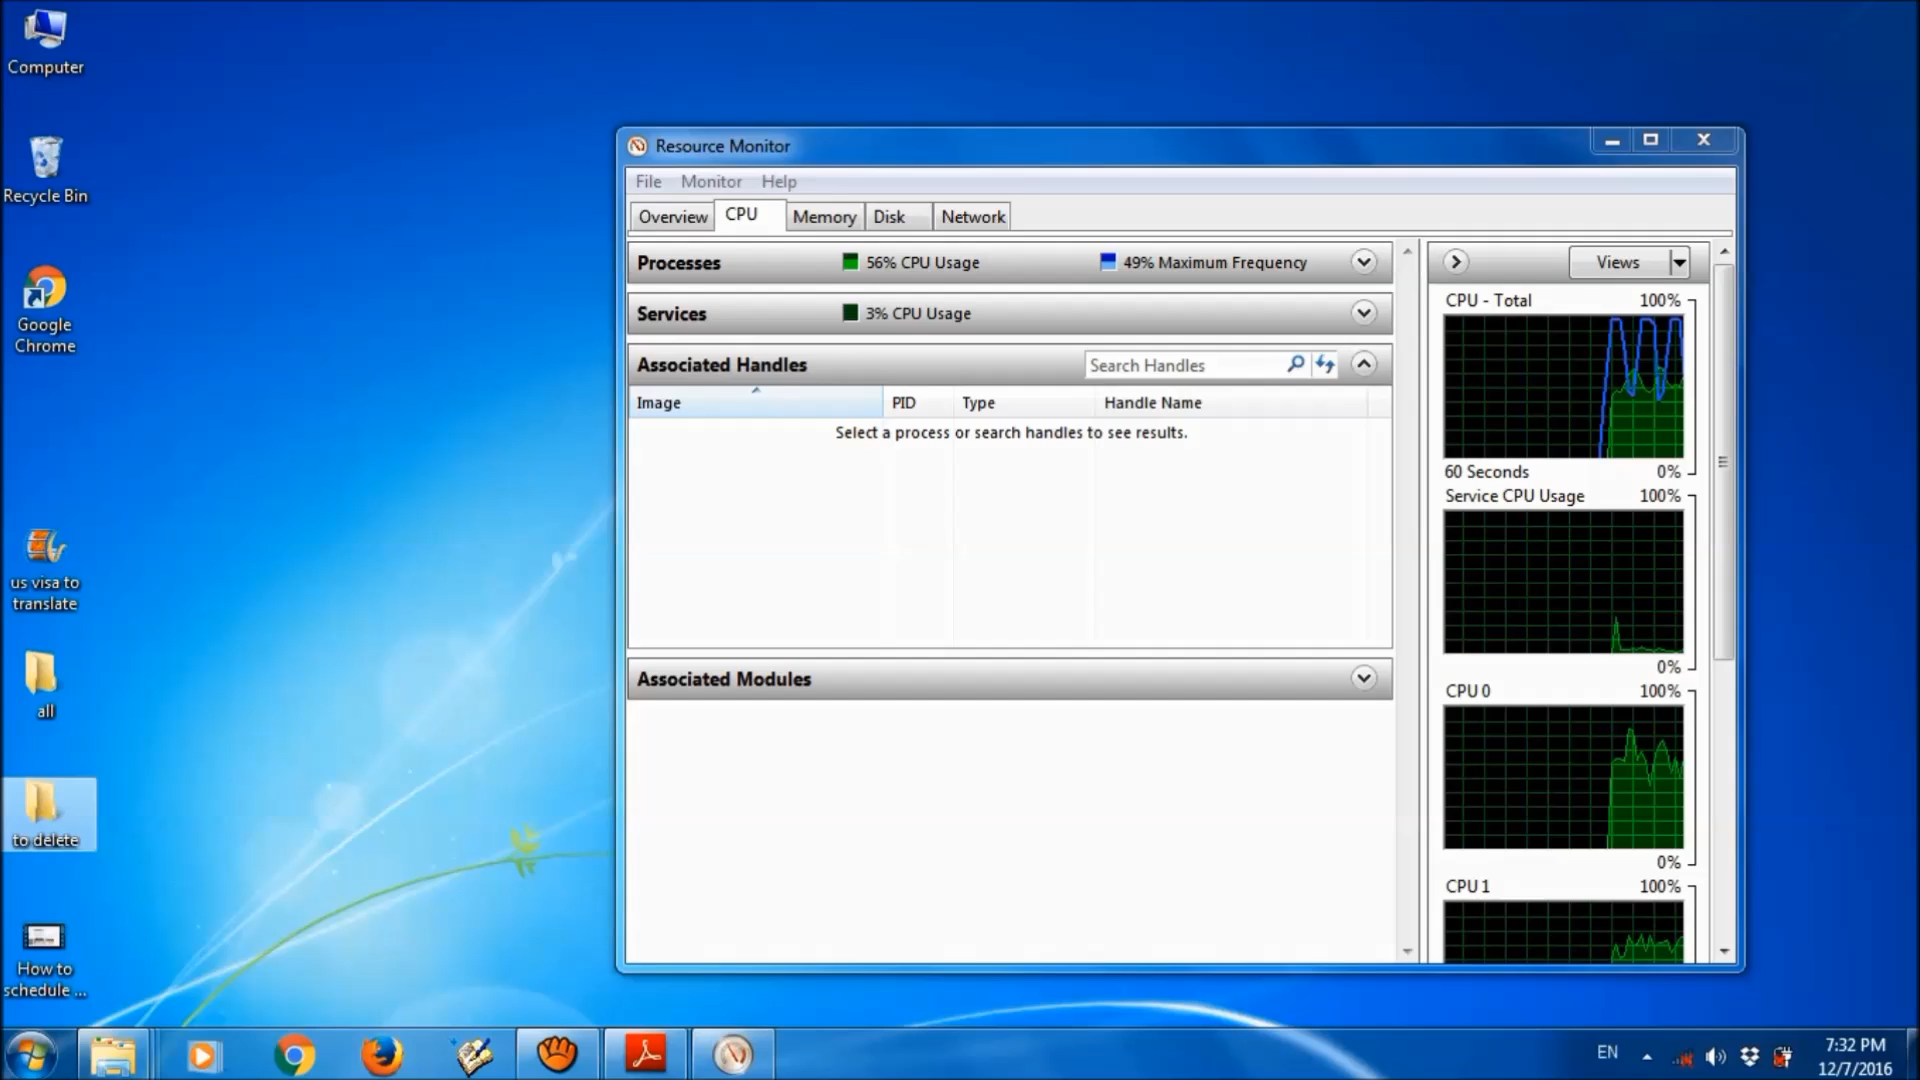 Computer
Recycle Bin
Google
Chrome
us visa to
translate
all
to delete
How to
schedule ...
Resource Monitor
File Monitor Help
Overview CPU Memory Disk Network
Processes 56% CPU Usage 49% Maximum Frequency
Services 3% CPU Usage
Associated Handles Search Handles
Image PID Type Handle Name
Select a process or search handles to see results.
Associated Modules
Views
CPU - Total 100%
60 Seconds 0%
Service CPU Usage 100%
0%
CPU 0 100%
0%
CPU 1 100%
EN
7:32 PM
12/7/2016